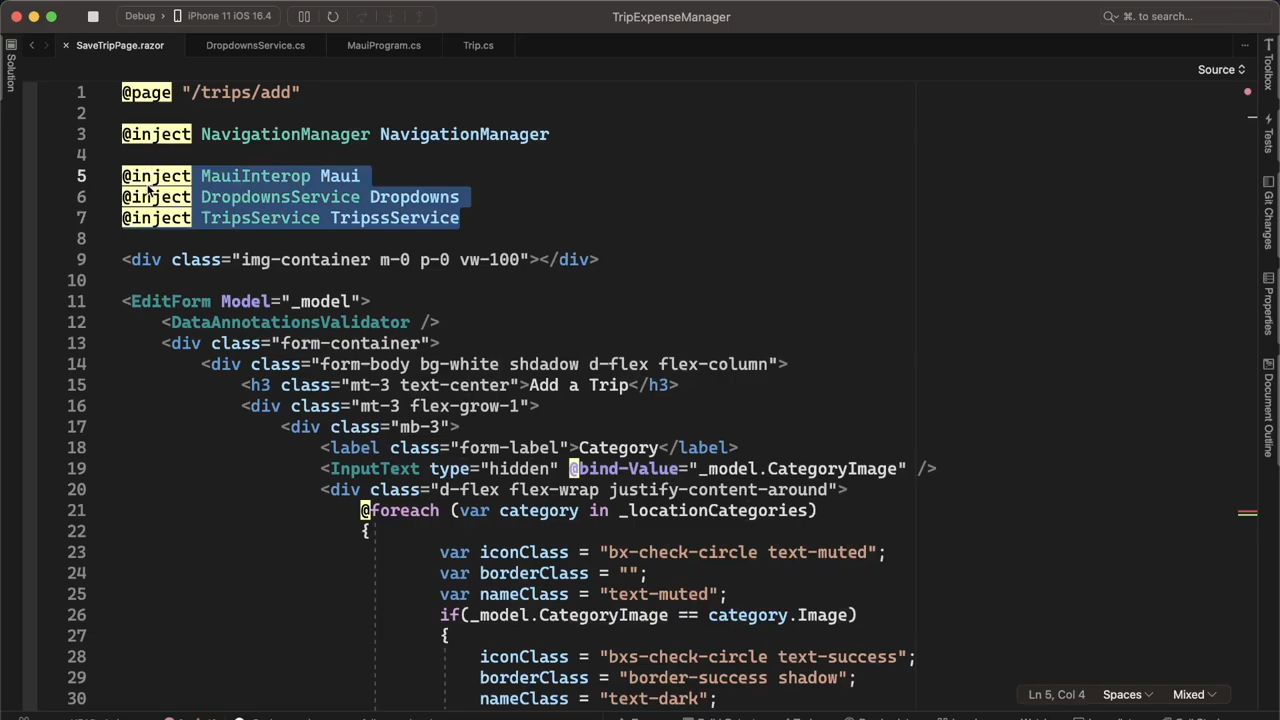 Debug
iPhone 11 iOS 16.4
TripExpenseManager
⌘. to search...
SaveTripPage.razor
DropdownsService.cs
MauiProgram.cs
Trip.cs
Solution
Source
Toolbox
Tests
Git Changes
Properties
Document Outline
1 @page "/trips/add"
2
3 @inject NavigationManager NavigationManager
4
5 @inject MauiInterop Maui
6 @inject DropdownsService Dropdowns
7 @inject TripsService TripssService
8
9 <div class="img-container m-0 p-0 vw-100"></div>
10
11 <EditForm Model="_model">
12 <DataAnnotationsValidator />
13 <div class="form-container">
14 <div class="form-body bg-white shdadow d-flex flex-column">
15 <h3 class="mt-3 text-center">Add a Trip</h3>
16 <div class="mt-3 flex-grow-1">
17 <div class="mb-3">
18 <label class="form-label">Category</label>
19 <InputText type="hidden" @bind-Value="_model.CategoryImage" />
20 <div class="d-flex flex-wrap justify-content-around">
21 @foreach (var category in _locationCategories)
22 {
23 var iconClass = "bx-check-circle text-muted";
24 var borderClass = "";
25 var nameClass = "text-muted";
26 if(_model.CategoryImage == category.Image)
27 {
28 iconClass = "bxs-check-circle text-success";
29 borderClass = "border-success shadow";
30 nameClass = "text-dark";
Ln 5, Col 4
Spaces
Mixed